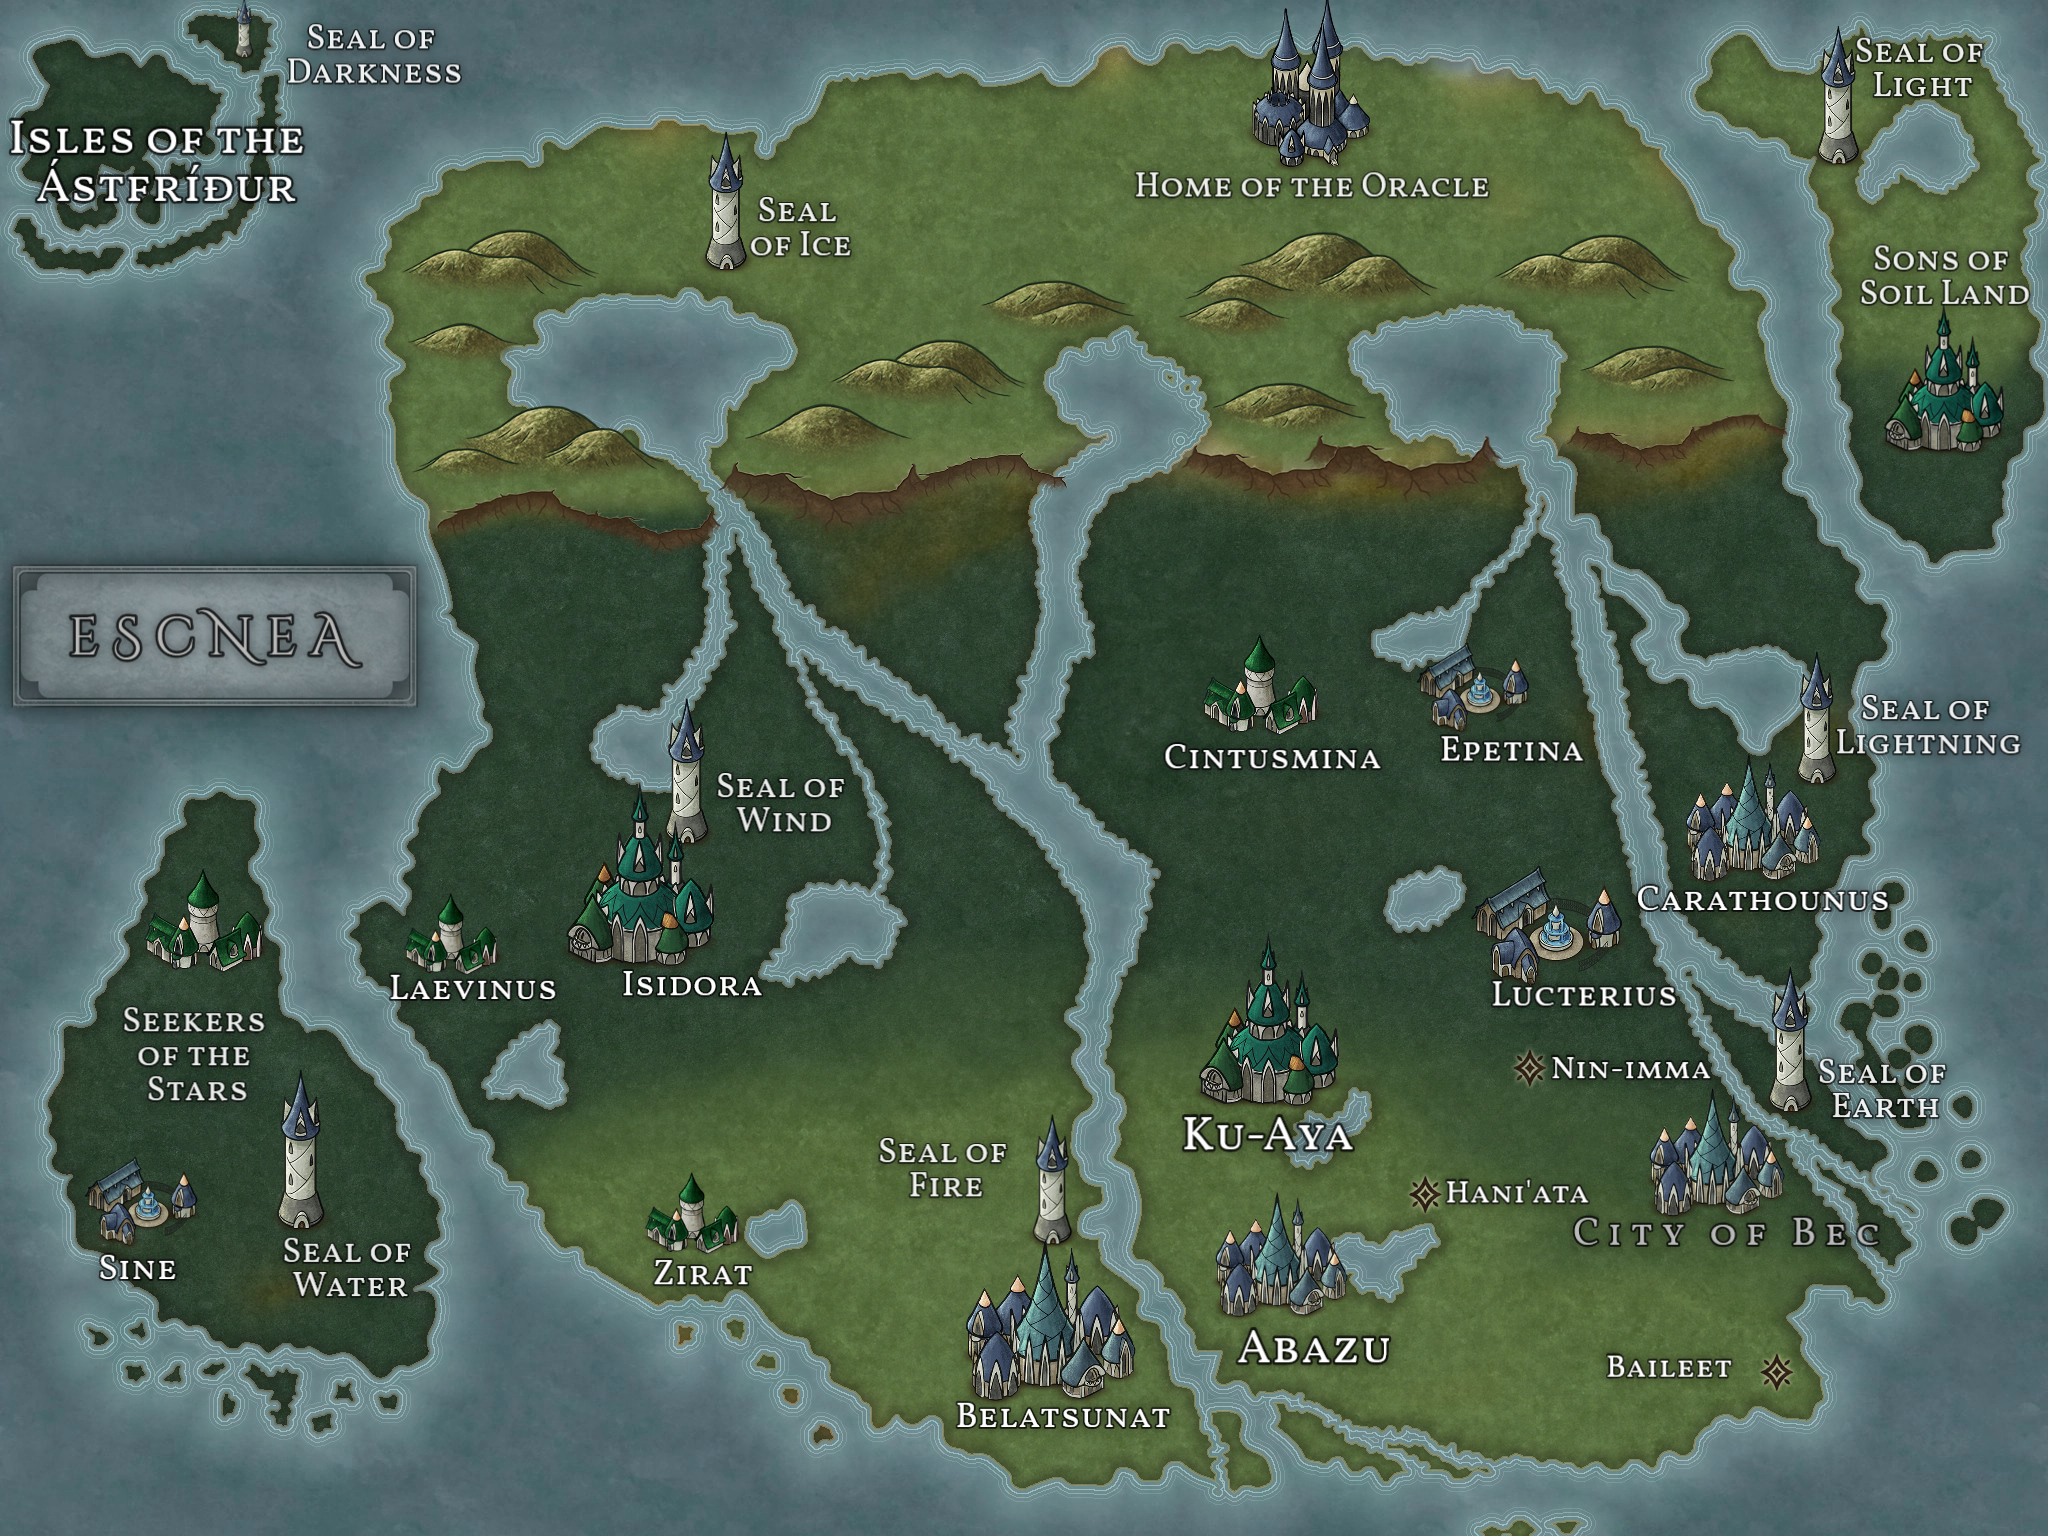 Seal of
Darkness
Isles of the
Ástfríður
Seal
of Ice
Home of the Oracle
Seal of
Light
Sons of
Soil Land
ESCNEA
Cintusmina
Epetina
Seal of
Lightning
Seal of
Wind
Carathounus
Laevinus
Isidora
Lucterius
Seekers
of the
Stars
Nin-imma
Seal of
Earth
Ku-Aya
Seal of
Fire
Hani'ata
City of Bec
Sine
Seal of
Water
Zirat
Abazu
Baileet
Belatsunat